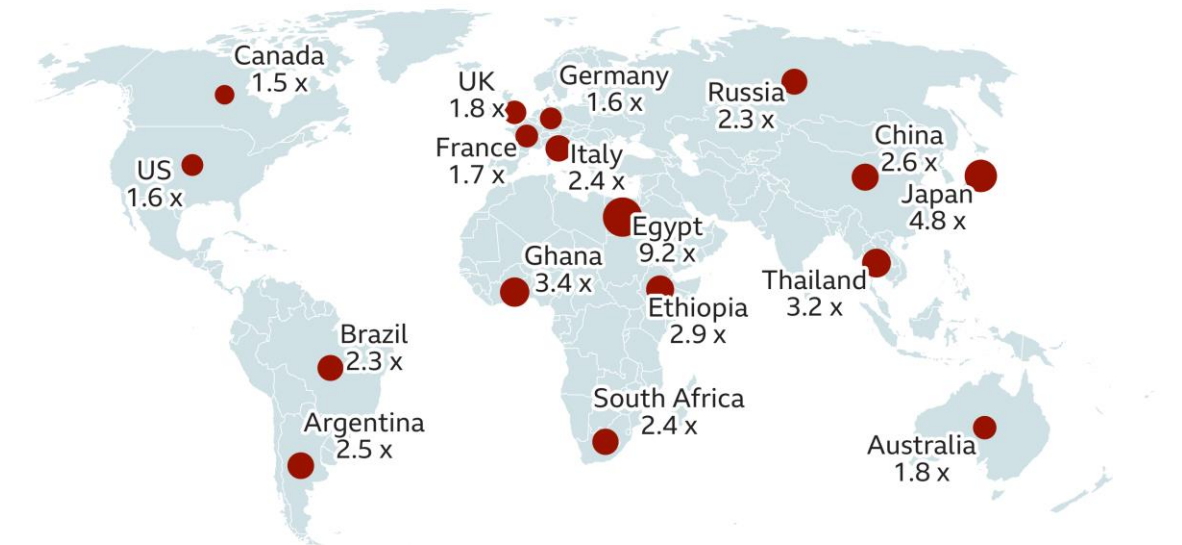 Canada
1.5 x
UK
1.8 x
Germany
1.6 x
Russia
2.3 x
China
2.6 x
France
1.7 x
Italy
2.4 x
US
1.6 x
Japan
4.8 x
Egypt
9.2 x
Ghana
3.4 x
Thailand
3.2 x
Ethiopia
2.9 x
Brazil
2.3 x
South Africa
2.4 x
Argentina
2.5 x
Australia
1.8 x